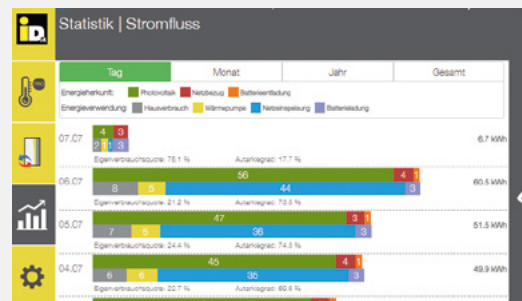 iD.
Statistik | Stromfluss
Tag Monat Jahr Gesamt
Energieherkunft: Photovoltaik Netzbezug Batterieentladung
Energieverwendung: Hausverbrauch Wärmepumpe Netzeinspeisung Batterieladung
07.07 4 3 6.7 kWh
2 1 1 3
Eigenverbrauchsquote: 75.1 % Autarkiegrad: 17.7 %
06.07 56 4 1 60.5 kWh
8 5 44 3
Eigenverbrauchsquote: 21.2 % Autarkiegrad: 73.5 %
05.07 47 3 1 51.5 kWh
7 5 36 3
Eigenverbrauchsquote: 24.4 % Autarkiegrad: 74.3 %
04.07 45 4 1 49.9 kWh
6 6 35 3
Eigenverbrauchsquote: 22.7 % Autarkiegrad: